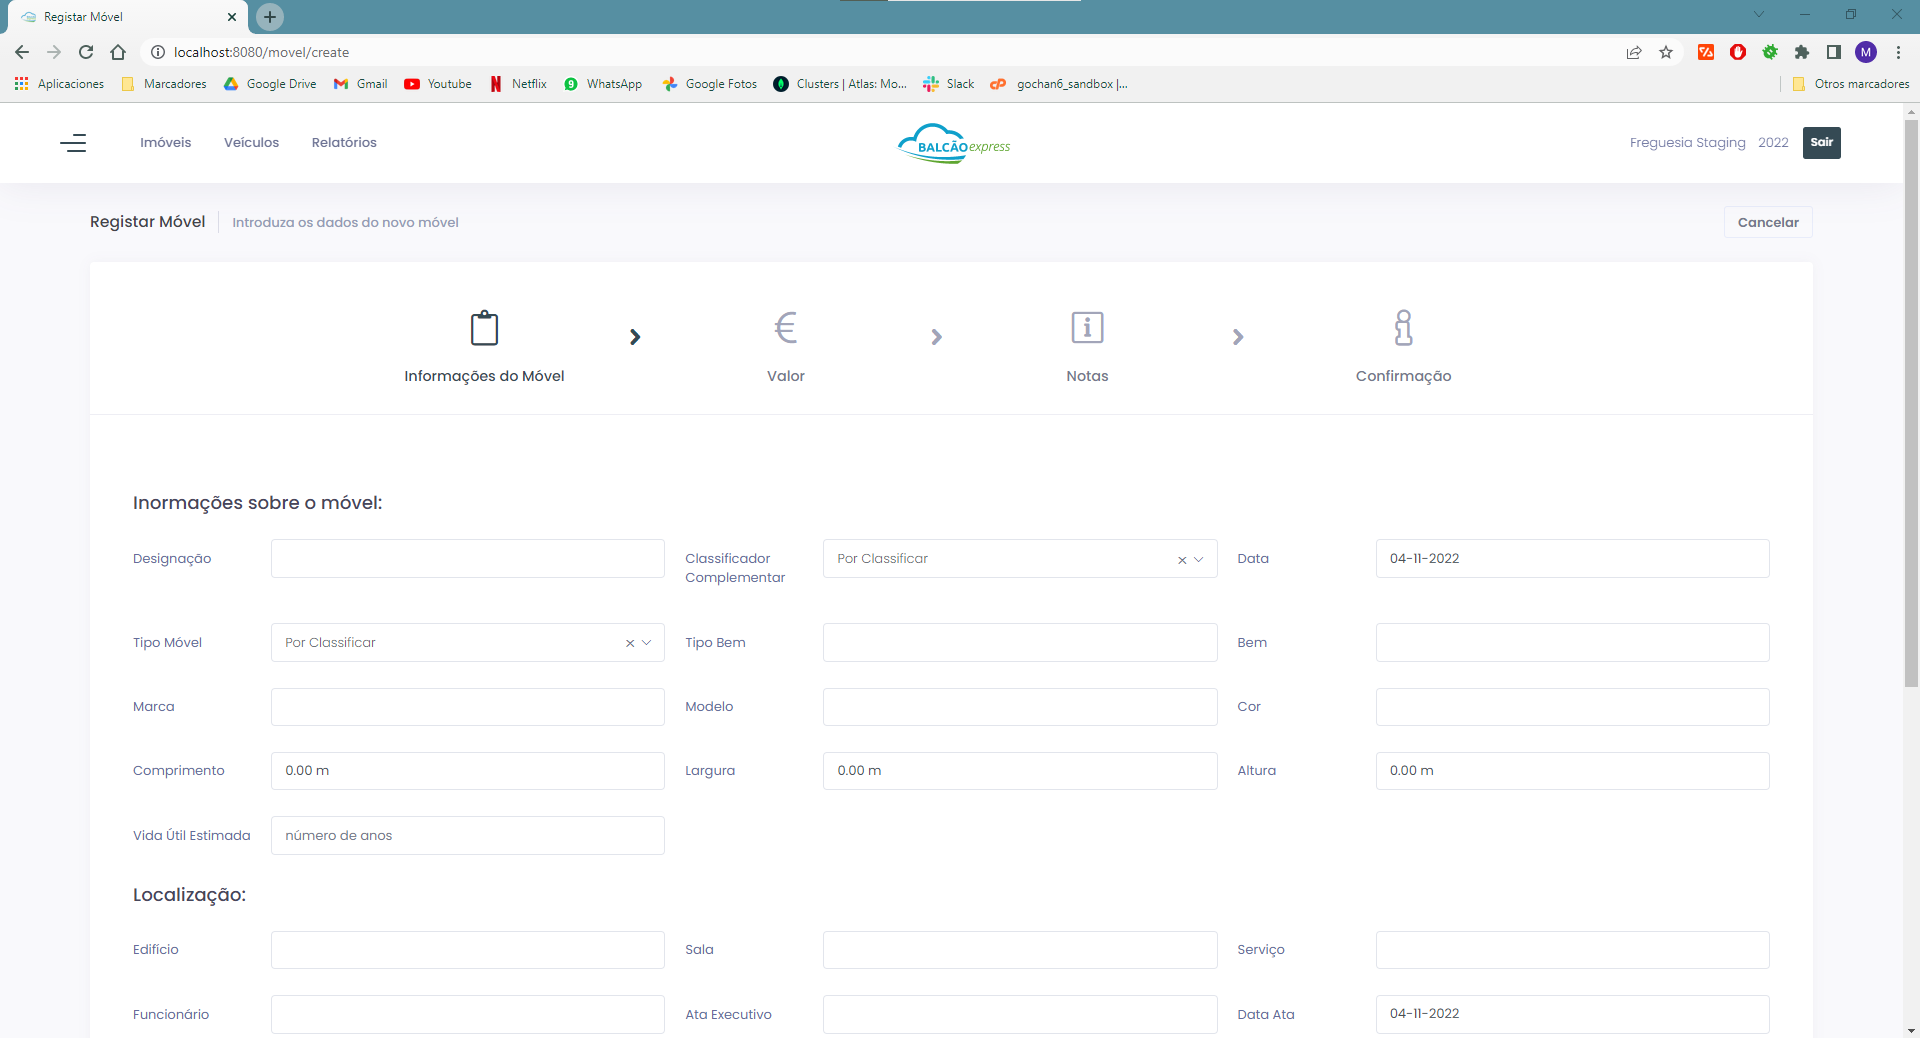 Registar Móvel
localhost:8080/movel/create
M
Aplicaciones Marcadores Google Drive Gmail Youtube Netflix 9 WhatsApp Google Fotos Clusters | Atlas: Mo... Slack gochan6_sandbox |... Otros marcadores
Imóveis Veículos Relatórios BALCÃOexpress Freguesia Staging 2022 Sair
Registar Móvel Introduza os dados do novo móvel Cancelar
Informações do Móvel Valor Notas Confirmação
Inormações sobre o móvel:
Designação Classificador Complementar Por Classificar × Data 04-11-2022
Tipo Móvel Por Classificar × Tipo Bem Bem
Marca Modelo Cor
Comprimento 0.00 m Largura 0.00 m Altura 0.00 m
Vida Útil Estimada número de anos
Localização:
Edifício Sala Serviço
Funcionário Ata Executivo Data Ata 04-11-2022